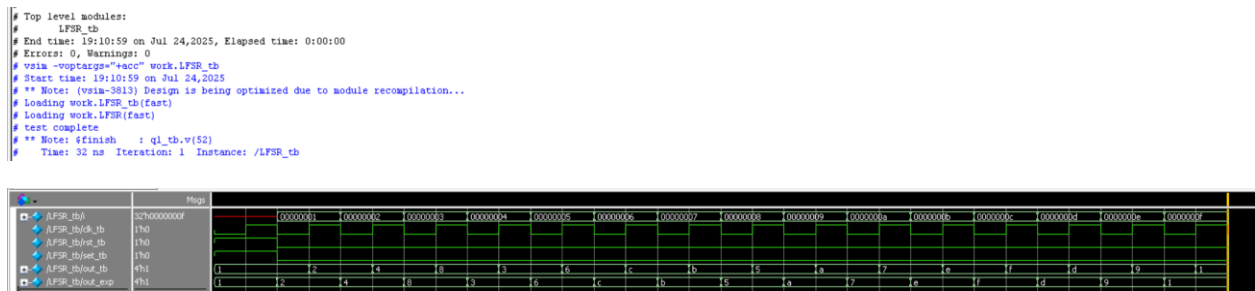 # Top level modules:
#       LFSR_tb
# End time: 19:10:59 on Jul 24,2025, Elapsed time: 0:00:00
# Errors: 0, Warnings: 0
# vsim -voptargs="+acc" work.LFSR_tb
# Start time: 19:10:59 on Jul 24,2025
# ** Note: (vsim-3813) Design is being optimized due to module recompilation...
# Loading work.LFSR_tb(fast)
# Loading work.LFSR(fast)
# test complete
# ** Note: $finish    : q1_tb.v(52)
#    Time: 32 ns  Iteration: 1  Instance: /LFSR_tb
Msgs
/LFSR_tb/i 32'h0000000f 00000001 00000002 00000003 00000004 00000005 00000006 00000007 00000008 00000009 0000000a 0000000b 0000000c 0000000d 0000000e 0000000f
/LFSR_tb/clk_tb 1'h0
/LFSR_tb/rst_tb 1'h0
/LFSR_tb/set_tb 1'h0
/LFSR_tb/out_tb 4'h1 1 2 4 8 3 6 c b 5 a 7 e f d 9 1
/LFSR_tb/out_exp 4'h1 1 2 4 8 3 6 c b 5 a 7 e f d 9 1